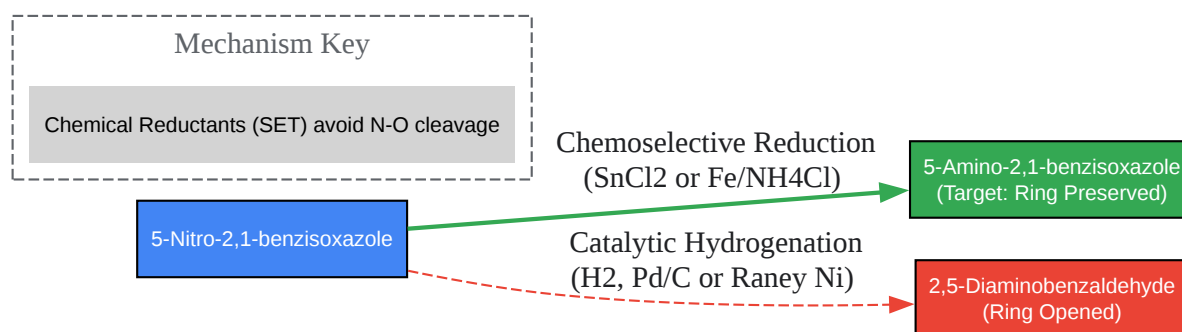 Mechanism Key
Chemical Reductants (SET) avoid N-O cleavage
Chemoselective Reduction
(SnCl2 or Fe/NH4Cl)
5-Amino-2,1-benzisoxazole
(Target: Ring Preserved)
5-Nitro-2,1-benzisoxazole
Catalytic Hydrogenation
(H2, Pd/C or Raney Ni)
2,5-Diaminobenzaldehyde
(Ring Opened)